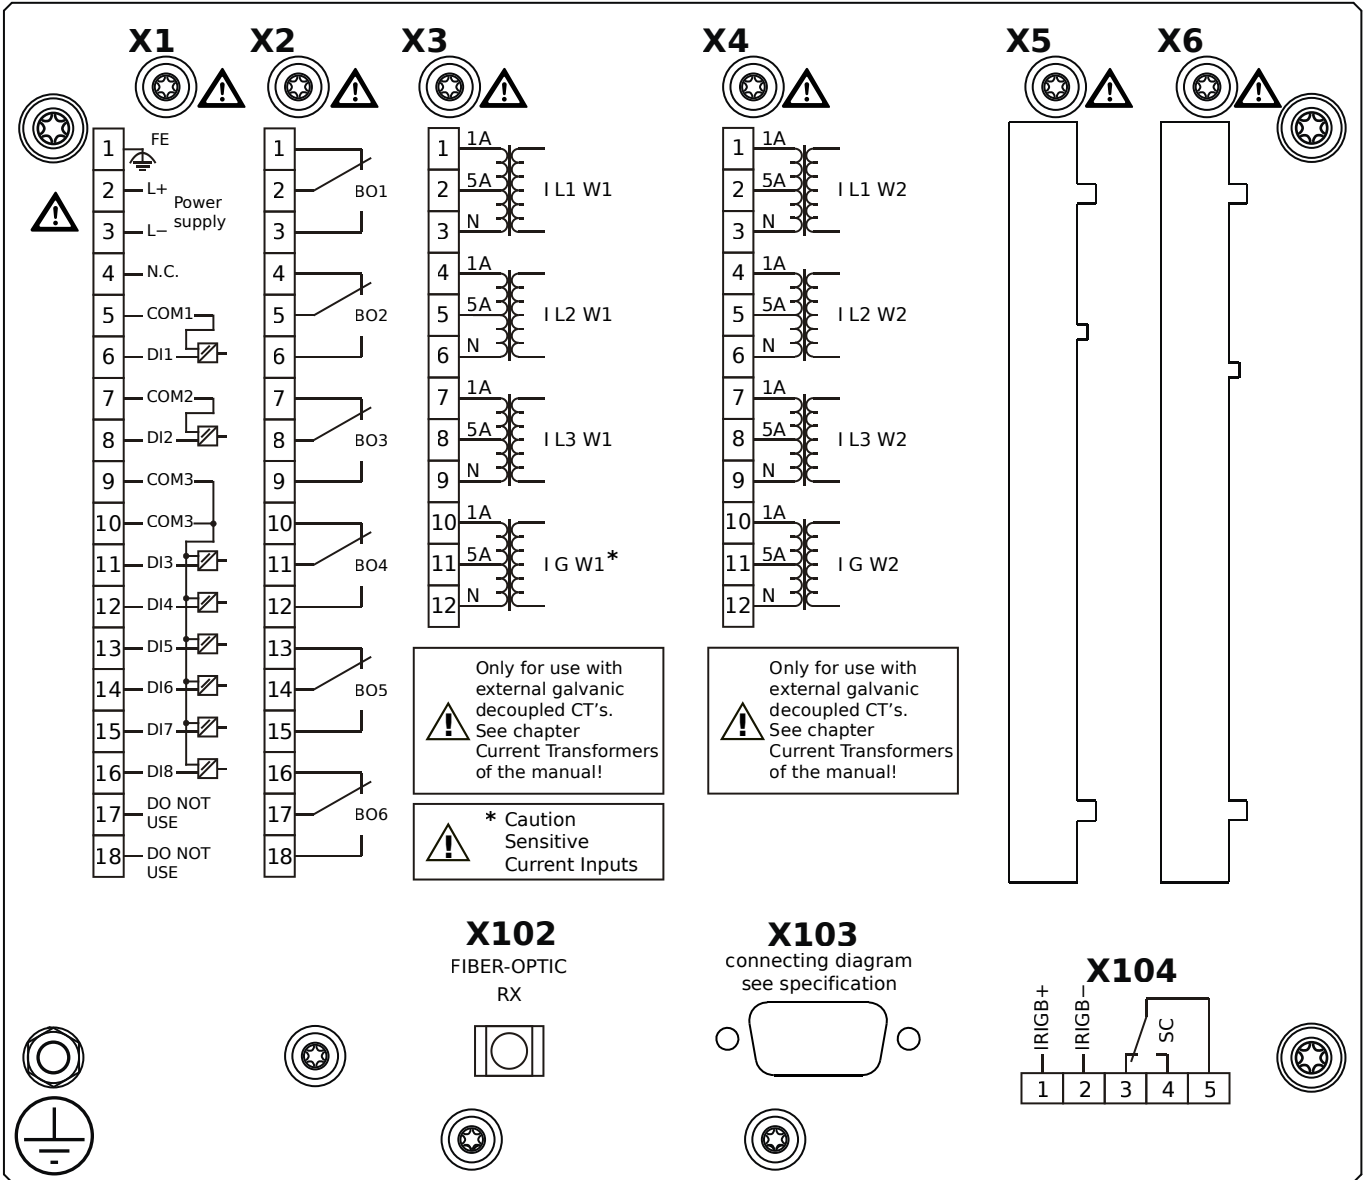 X1 X2 X3 X4 X5 X6
1 FE
2 L+
Power
supply
3 L−
4 N.C.
5 COM1
6 DI1
7 COM2
8 DI2
9 COM3
10 COM3
11 DI3
12 DI4
13 DI5
14 DI6
15 DI7
16 DI8
17 DO NOT
USE
18 DO NOT
USE
1
2 BO1
3
4
5 BO2
6
7
8 BO3
9
10
11 BO4
12
13
14 BO5
15
16
17 BO6
18
1 1A
2 5A I L1 W1
3 N
4 1A
5 5A I L2 W1
6 N
7 1A
8 5A I L3 W1
9 N
10 1A
11 5A I G W1*
12 N
Only for use with
external galvanic
decoupled CT's.
See chapter
Current Transformers
of the manual!
* Caution
Sensitive
Current Inputs
1 1A
2 5A I L1 W2
3 N
4 1A
5 5A I L2 W2
6 N
7 1A
8 5A I L3 W2
9 N
10 1A
11 5A I G W2
12 N
Only for use with
external galvanic
decoupled CT's.
See chapter
Current Transformers
of the manual!
X102
FIBER-OPTIC
RX
X103
connecting diagram
see specification
X104
IRIGB+
IRIGB−
SC
1 2 3 4 5